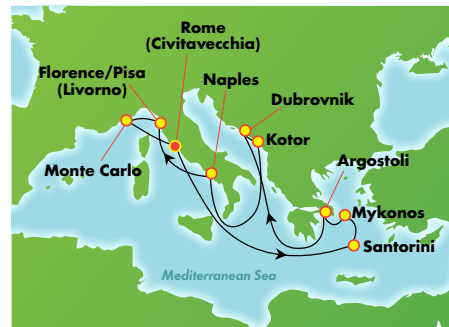 Rome
(Civitavecchia)
Florence/Pisa
(Livorno)
Naples
Dubrovnik
Kotor
Monte Carlo
Argostoli
Mykonos
Santorini
Mediterranean Sea